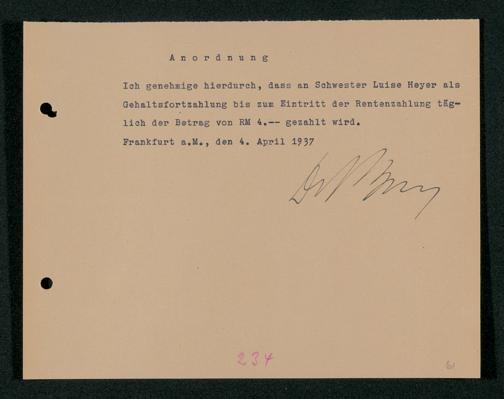 Anordnung
Ich genehmige hierdurch, dass an Schwester Luise Heyer als
Gehaltsfortzahlung bis zum Eintritt der Rentenzahlung täg-
lich der Betrag von RM 4.-- gezahlt wird.
Frankfurt a.M., den 4. April 1937
234